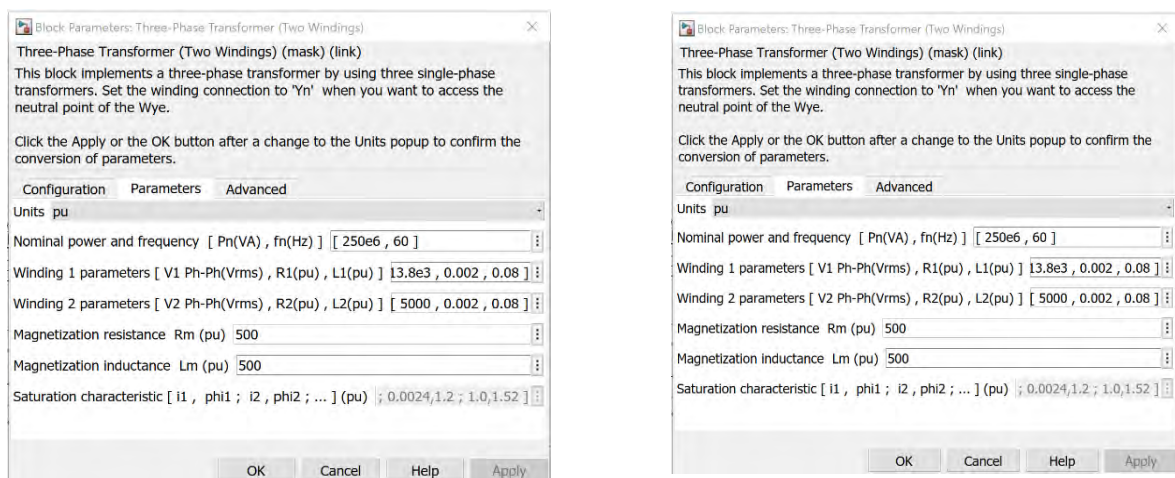 Block Parameters: Three-Phase Transformer (Two Windings)
Three-Phase Transformer (Two Windings) (mask) (link)
This block implements a three-phase transformer by using three single-phase
transformers. Set the winding connection to 'Yn' when you want to access the
neutral point of the Wye.
Click the Apply or the OK button after a change to the Units popup to confirm the
conversion of parameters.
Configuration Parameters Advanced
Units pu
Nominal power and frequency [ Pn(VA) , fn(Hz) ] [ 250e6 , 60 ]
Winding 1 parameters [ V1 Ph-Ph(Vrms) , R1(pu) , L1(pu) ] 13.8e3 , 0.002 , 0.08 ]
Winding 2 parameters [ V2 Ph-Ph(Vrms) , R2(pu) , L2(pu) ] [ 5000 , 0.002 , 0.08 ]
Magnetization resistance Rm (pu) 500
Magnetization inductance Lm (pu) 500
Saturation characteristic [ i1 , phi1 ; i2 , phi2 ; ... ] (pu) ; 0.0024,1.2 ; 1.0,1.52 ]
OK Cancel Help Apply
Block Parameters: Three-Phase Transformer (Two Windings)
Three-Phase Transformer (Two Windings) (mask) (link)
This block implements a three-phase transformer by using three single-phase
transformers. Set the winding connection to 'Yn' when you want to access the
neutral point of the Wye.
Click the Apply or the OK button after a change to the Units popup to confirm the
conversion of parameters.
Configuration Parameters Advanced
Units pu
Nominal power and frequency [ Pn(VA) , fn(Hz) ] [ 250e6 , 60 ]
Winding 1 parameters [ V1 Ph-Ph(Vrms) , R1(pu) , L1(pu) ] 13.8e3 , 0.002 , 0.08 ]
Winding 2 parameters [ V2 Ph-Ph(Vrms) , R2(pu) , L2(pu) ] [ 5000 , 0.002 , 0.08 ]
Magnetization resistance Rm (pu) 500
Magnetization inductance Lm (pu) 500
Saturation characteristic [ i1 , phi1 ; i2 , phi2 ; ... ] (pu) ; 0.0024,1.2 ; 1.0,1.52 ]
OK Cancel Help Apply